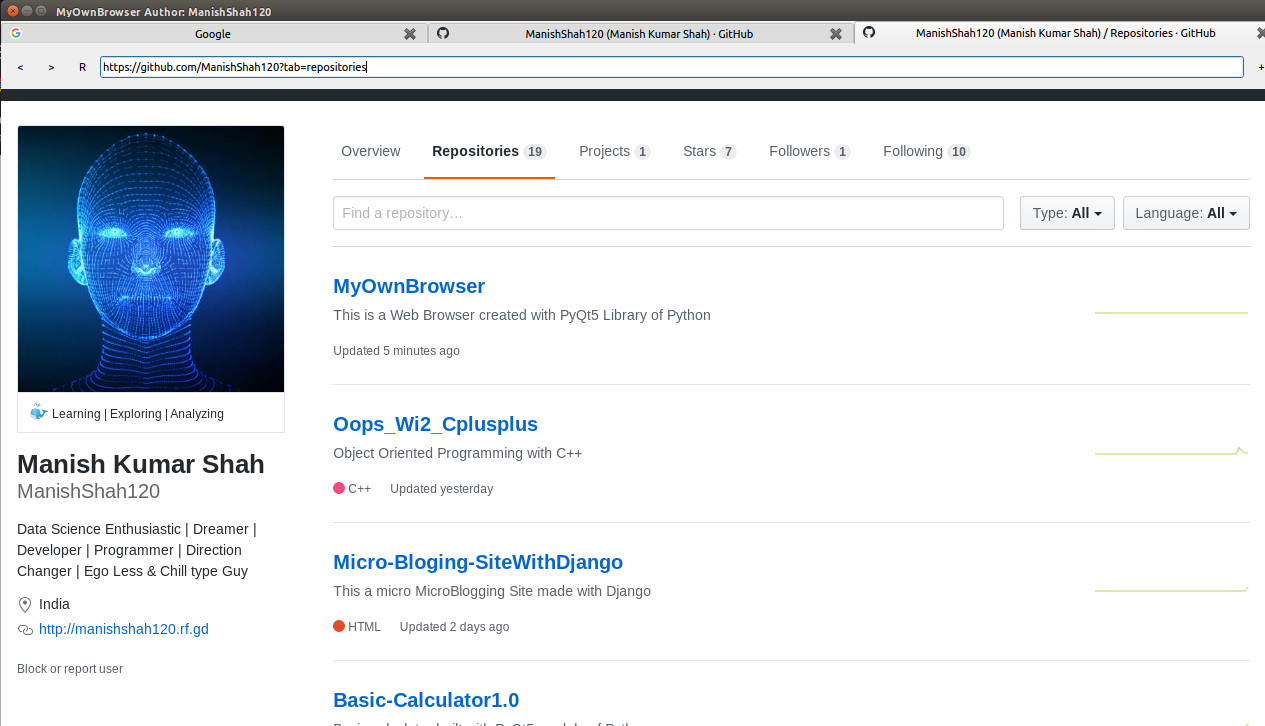 MyOwnBrowser Author: ManishShah120
Google
ManishShah120 (Manish Kumar Shah) · GitHub
ManishShah120 (Manish Kumar Shah) / Repositories · GitHub
< > R https://github.com/ManishShah120?tab=repositories +
Overview Repositories 19 Projects 1 Stars 7 Followers 1 Following 10
Find a repository…
Type: All
Language: All
Learning | Exploring | Analyzing
Manish Kumar Shah
ManishShah120
Data Science Enthusiastic | Dreamer |
Developer | Programmer | Direction
Changer | Ego Less & Chill type Guy
India
http://manishshah120.rf.gd
Block or report user
MyOwnBrowser
This is a Web Browser created with PyQt5 Library of Python
Updated 5 minutes ago
Oops_Wi2_Cplusplus
Object Oriented Programming with C++
C++ Updated yesterday
Micro-Bloging-SiteWithDjango
This a micro MicroBlogging Site made with Django
HTML Updated 2 days ago
Basic-Calculator1.0